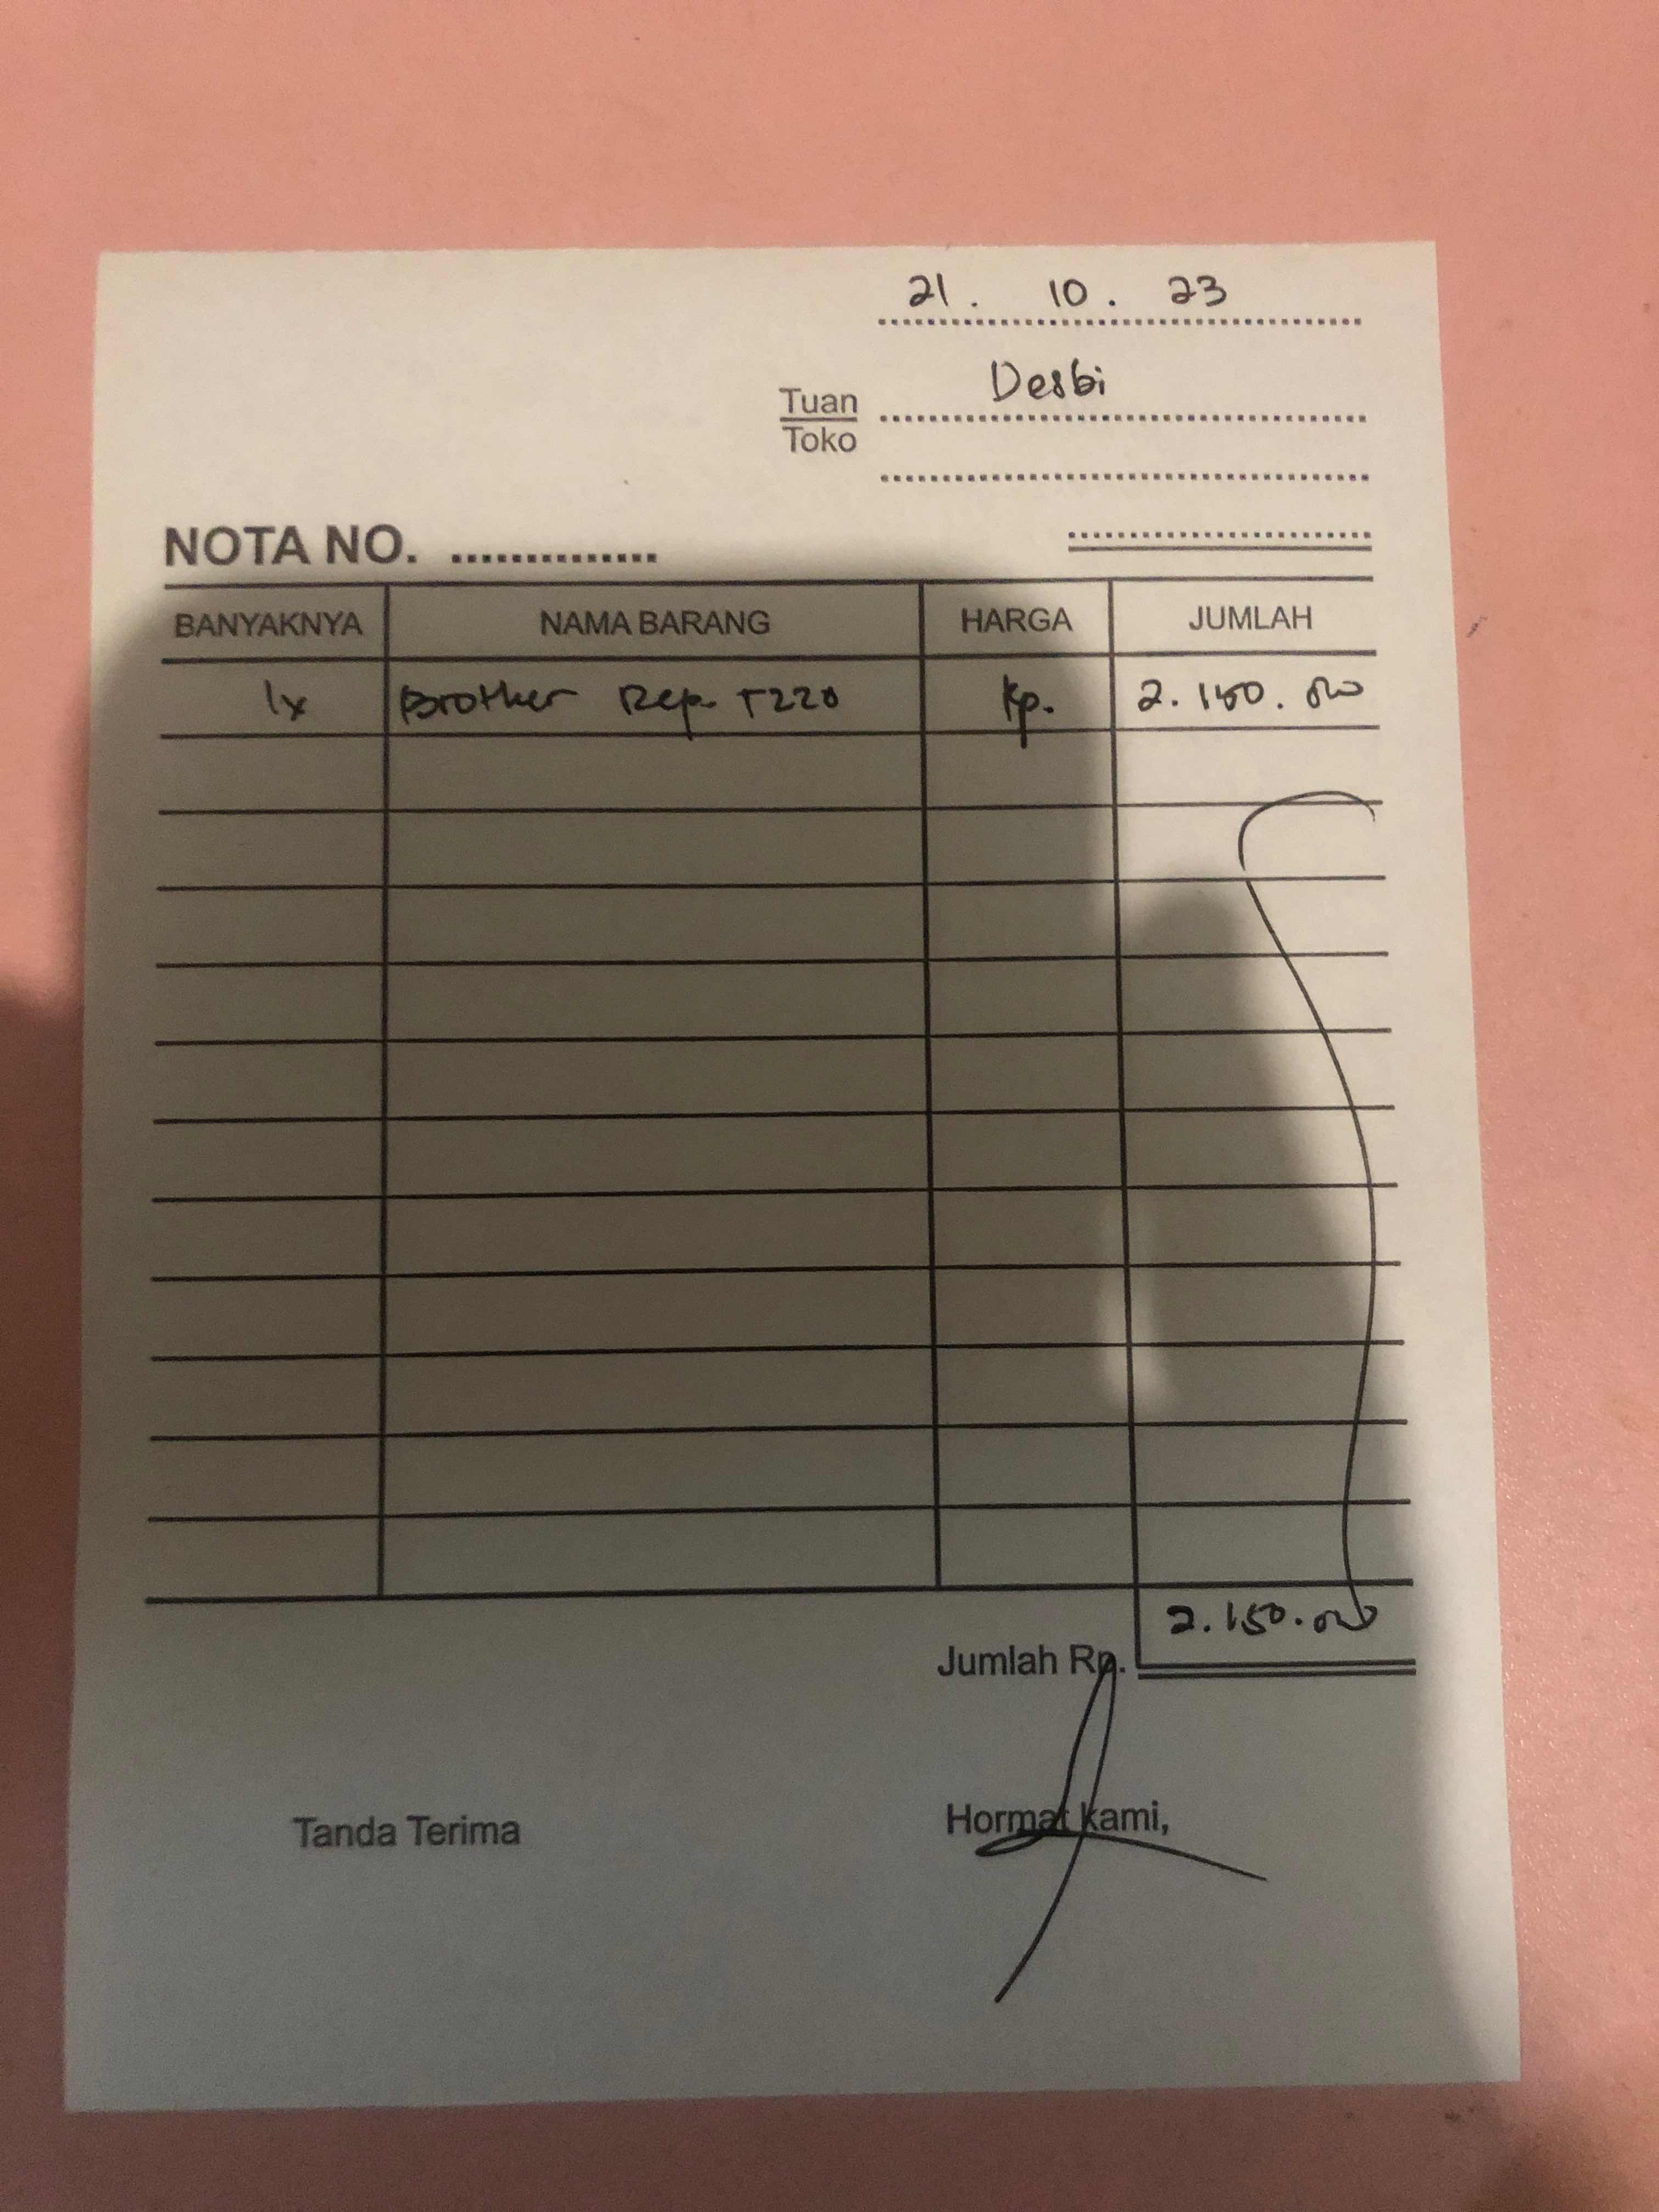 21. 10. 23
Desbi
Tuan
Toko
NOTA NO. ..............
BANYAKNYA NAMA BARANG HARGA JUMLAH
1x Brother Rep. T220 Rp. 2.150.000
2.150.000
Jumlah Rp.
Tanda Terima Hormat kami,